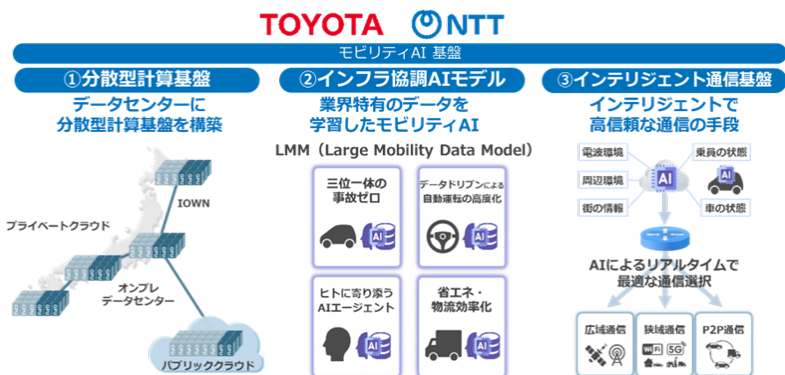 TOYOTA NTT
モビリティAI 基盤
①分散型計算基盤
データセンターに
分散型計算基盤を構築
IOWN
プライベートクラウド
オンプレ
データセンター
パブリッククラウド
②インフラ協調AIモデル
業界特有のデータを
学習したモビリティAI
LMM（Large Mobility Data Model）
三位一体の
事故ゼロ
AI
データドリブンによる
自動運転の高度化
AI
ヒトに寄り添う
AIエージェント
AI
省エネ・
物流効率化
AI
③インテリジェント通信基盤
インテリジェントで
高信頼な通信の手段
電波環境
周辺環境
街の情報
AI
乗員の状態
AI
車の状態
AIによるリアルタイムで
最適な通信選択
広域通信
狭域通信
WiFi 5G
P2P通信